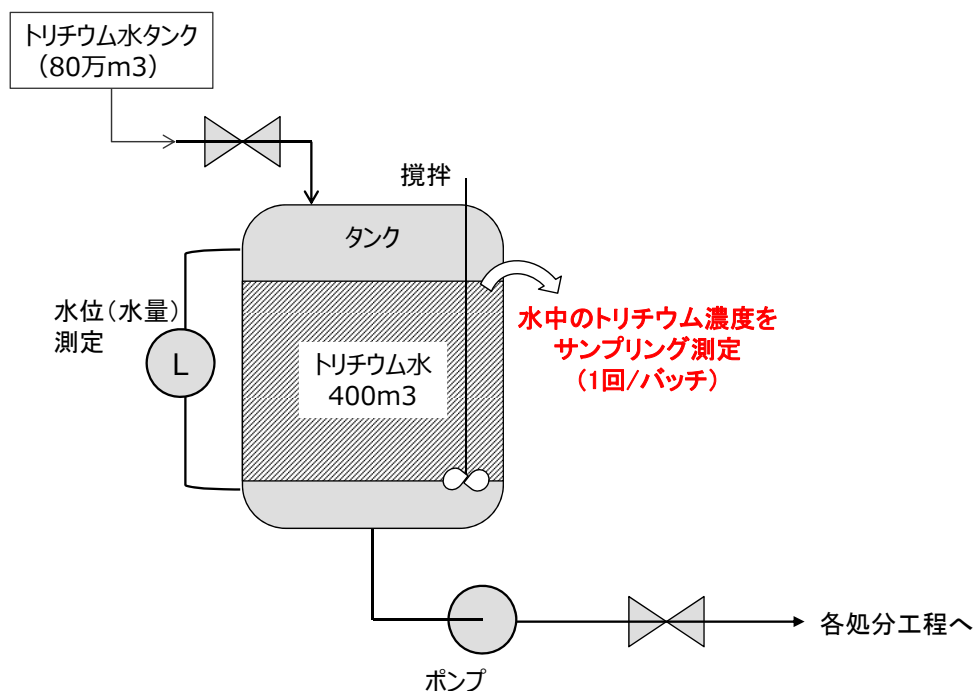 トリチウム水タンク
（80万m3）
撹拌
タンク
水位（水量）
測定
L
トリチウム水
400m3
水中のトリチウム濃度を
サンプリング測定
（1回/バッチ）
各処分工程へ
ポンプ